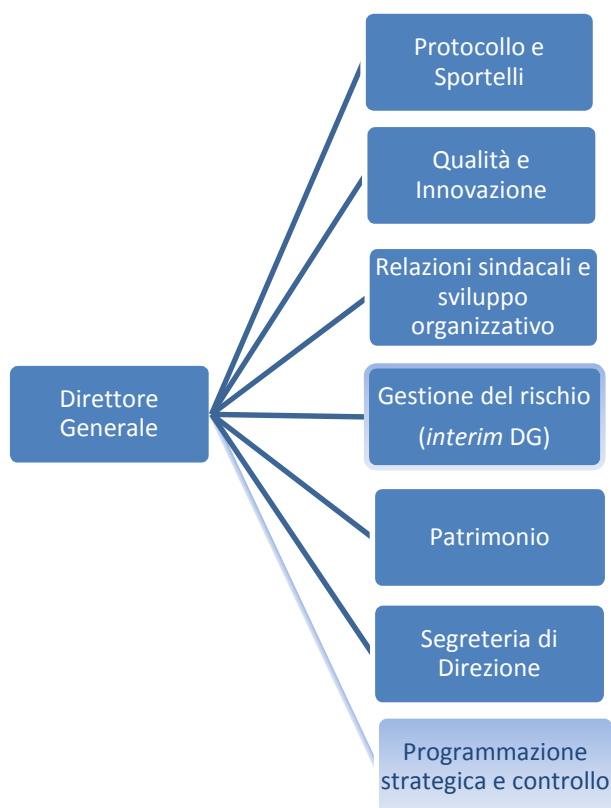 Protocollo e
Sportelli
Qualità e
Innovazione
Relazioni sindacali e
sviluppo
organizzativo
Direttore
Generale
Gestione del rischio
(interim DG)
Patrimonio
Segreteria di
Direzione
Programmazione
strategica e controllo